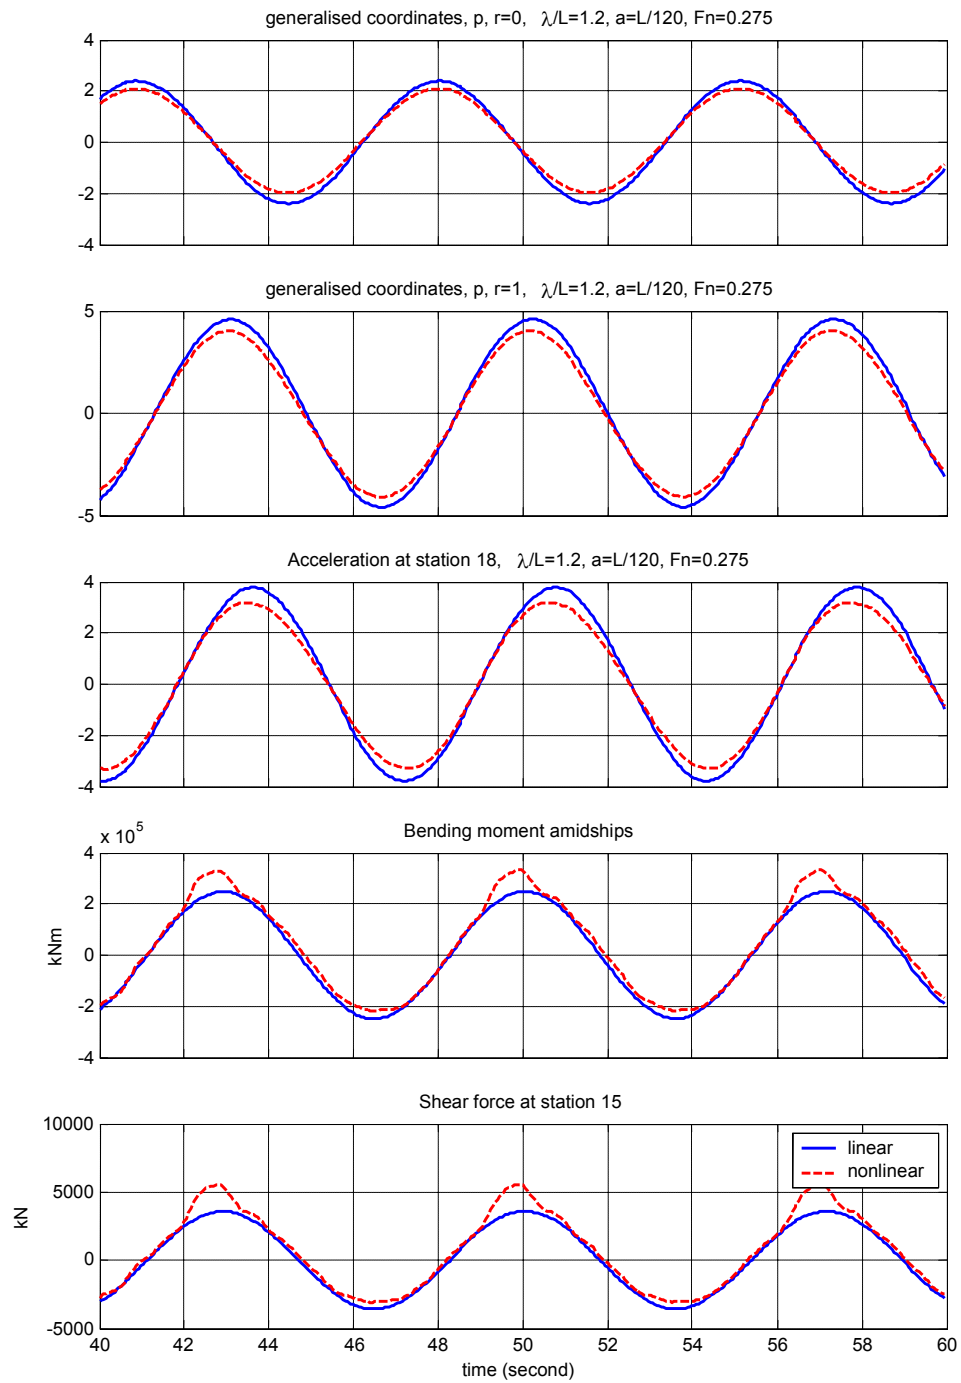 generalised coordinates, p, r=0, λ/L=1.2, a=L/120, Fn=0.275
4
2
0
-2
-4
generalised coordinates, p, r=1, λ/L=1.2, a=L/120, Fn=0.275
5
0
-5
Acceleration at station 18, λ/L=1.2, a=L/120, Fn=0.275
4
2
0
-2
-4
x 10^5
Bending moment amidships
4
2
0
-2
-4
kNm
Shear force at station 15
10000
5000
0
-5000
kN
linear
nonlinear
40 42 44 46 48 50 52 54 56 58 60
time (second)